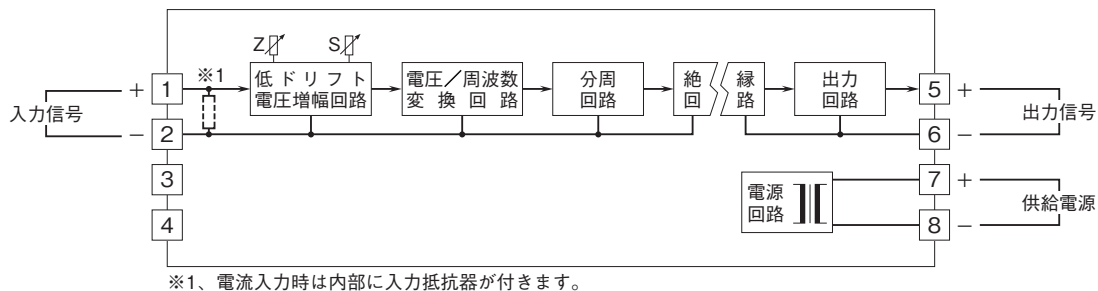 Z
S
※1
+
1
低ドリフト
電圧増幅回路
電圧／周波数
変換回路
分周
回路
絶
回
縁
路
出力
回路
5
+
入力信号
出力信号
−
2
6
−
3
4
電源
回路
7
+
供給電源
8
−
※1、電流入力時は内部に入力抵抗器が付きます。